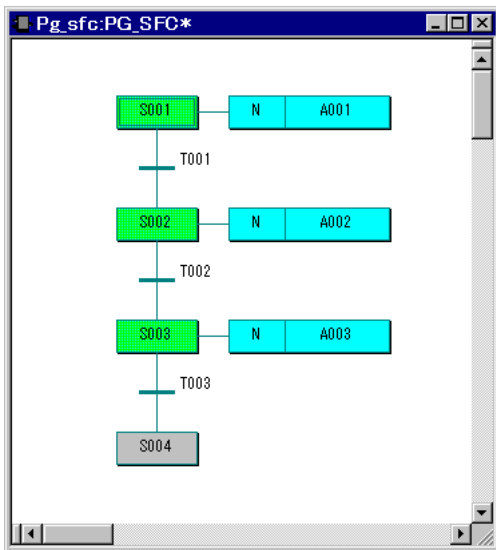 Pg_sfc:PG_SFC*
S001 N A001
T001
S002 N A002
T002
S003 N A003
T003
S004